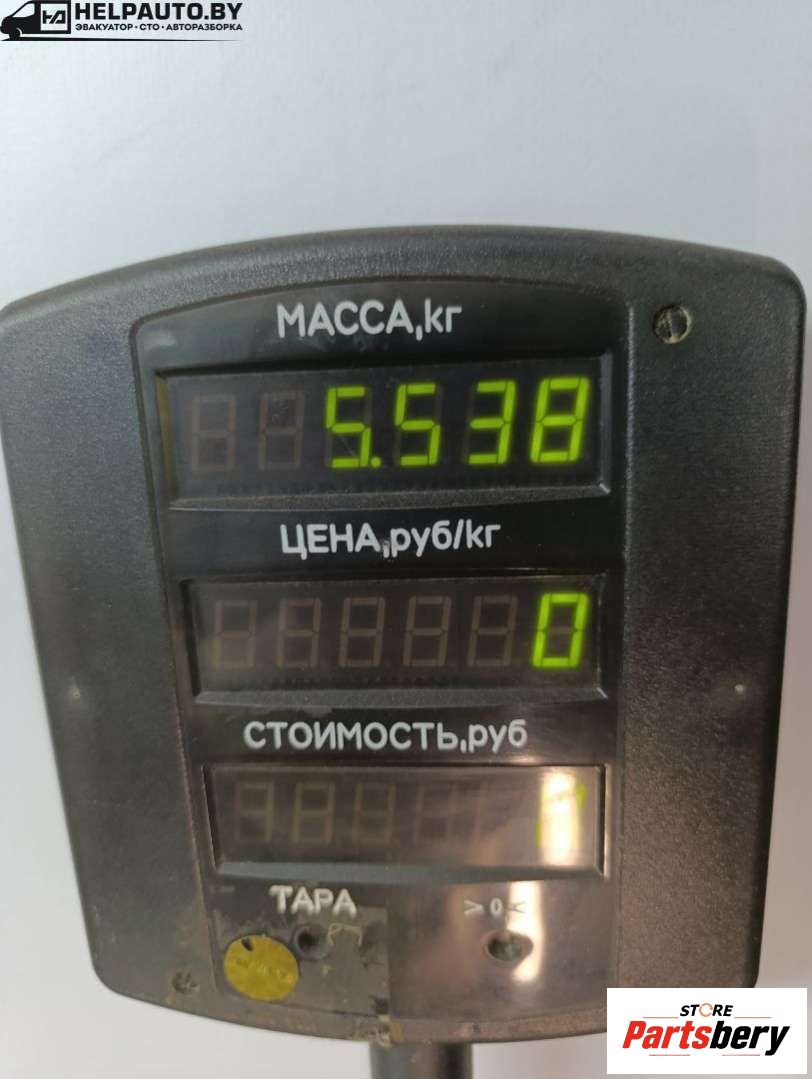 HELPAUTO.BY
ЭВАКУАТОР • СТО • АВТОРАЗБОРКА
МАССА,кг
5.538
ЦЕНА,руб/кг
0
СТОИМОСТЬ,руб
ТАРА
> 0 <
STORE
Partsbery